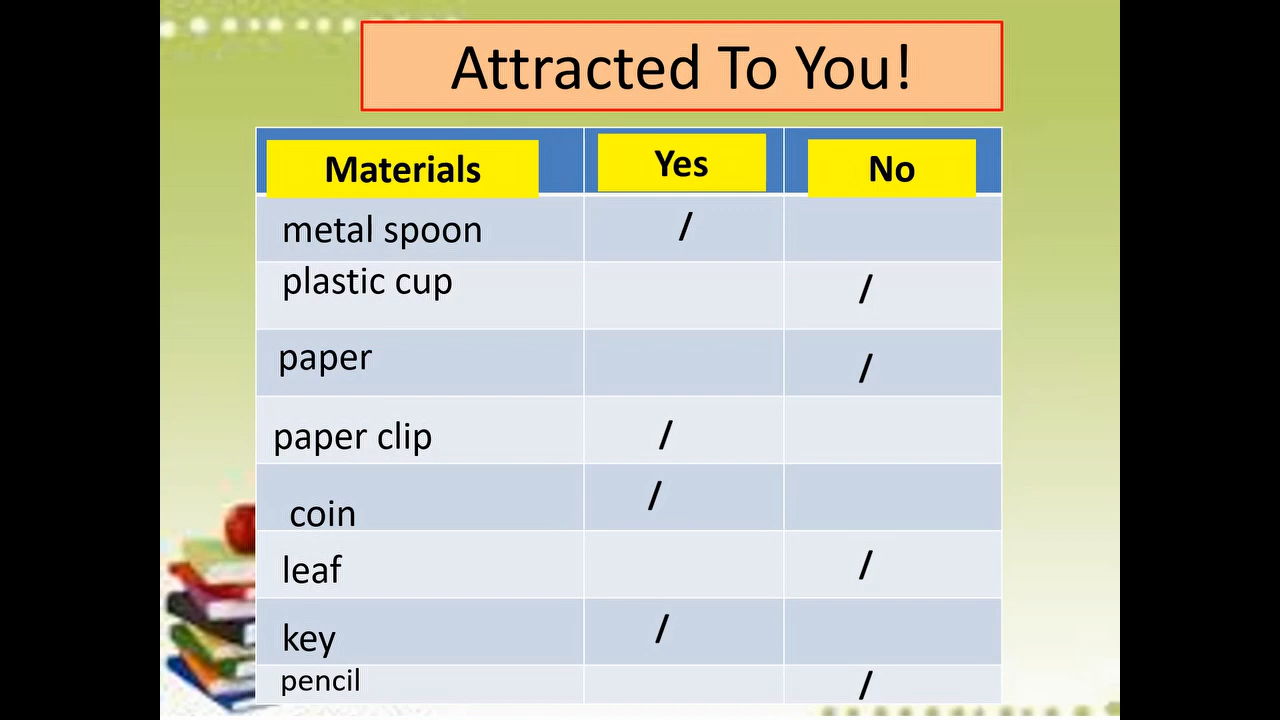 Attracted To You!
Materials Yes No
metal spoon /
plastic cup /
paper /
paper clip /
coin /
leaf /
key /
pencil /